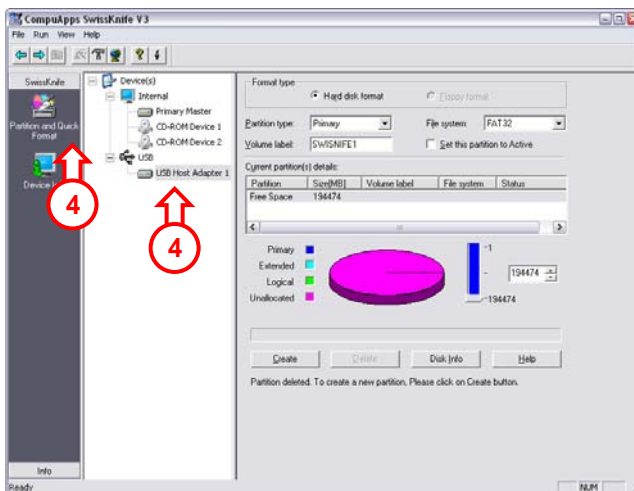 CompuApps SwissKnife V3
File Run View Help
SwissKnife
Partition and Quick
Format
Device
Info
4
Device(s)
Internal
Primary Master
CD-ROM Device 1
CD-ROM Device 2
USB
USB Host Adapter 1
4
Format type
Hard disk format
Floppy format
Partition type: Primary
File system: FAT32
Volume label: SWISNIFE1
Set this partition to Active
Current partition(s) details:
Partition Size[MB] Volume label File system Status
Free Space 194474
Primary
Extended
Logical
Unallocated
1
194474
194474
Create Delete Disk Info Help
Partition deleted. To create a new partition, Please click on Create button.
Ready
NUM